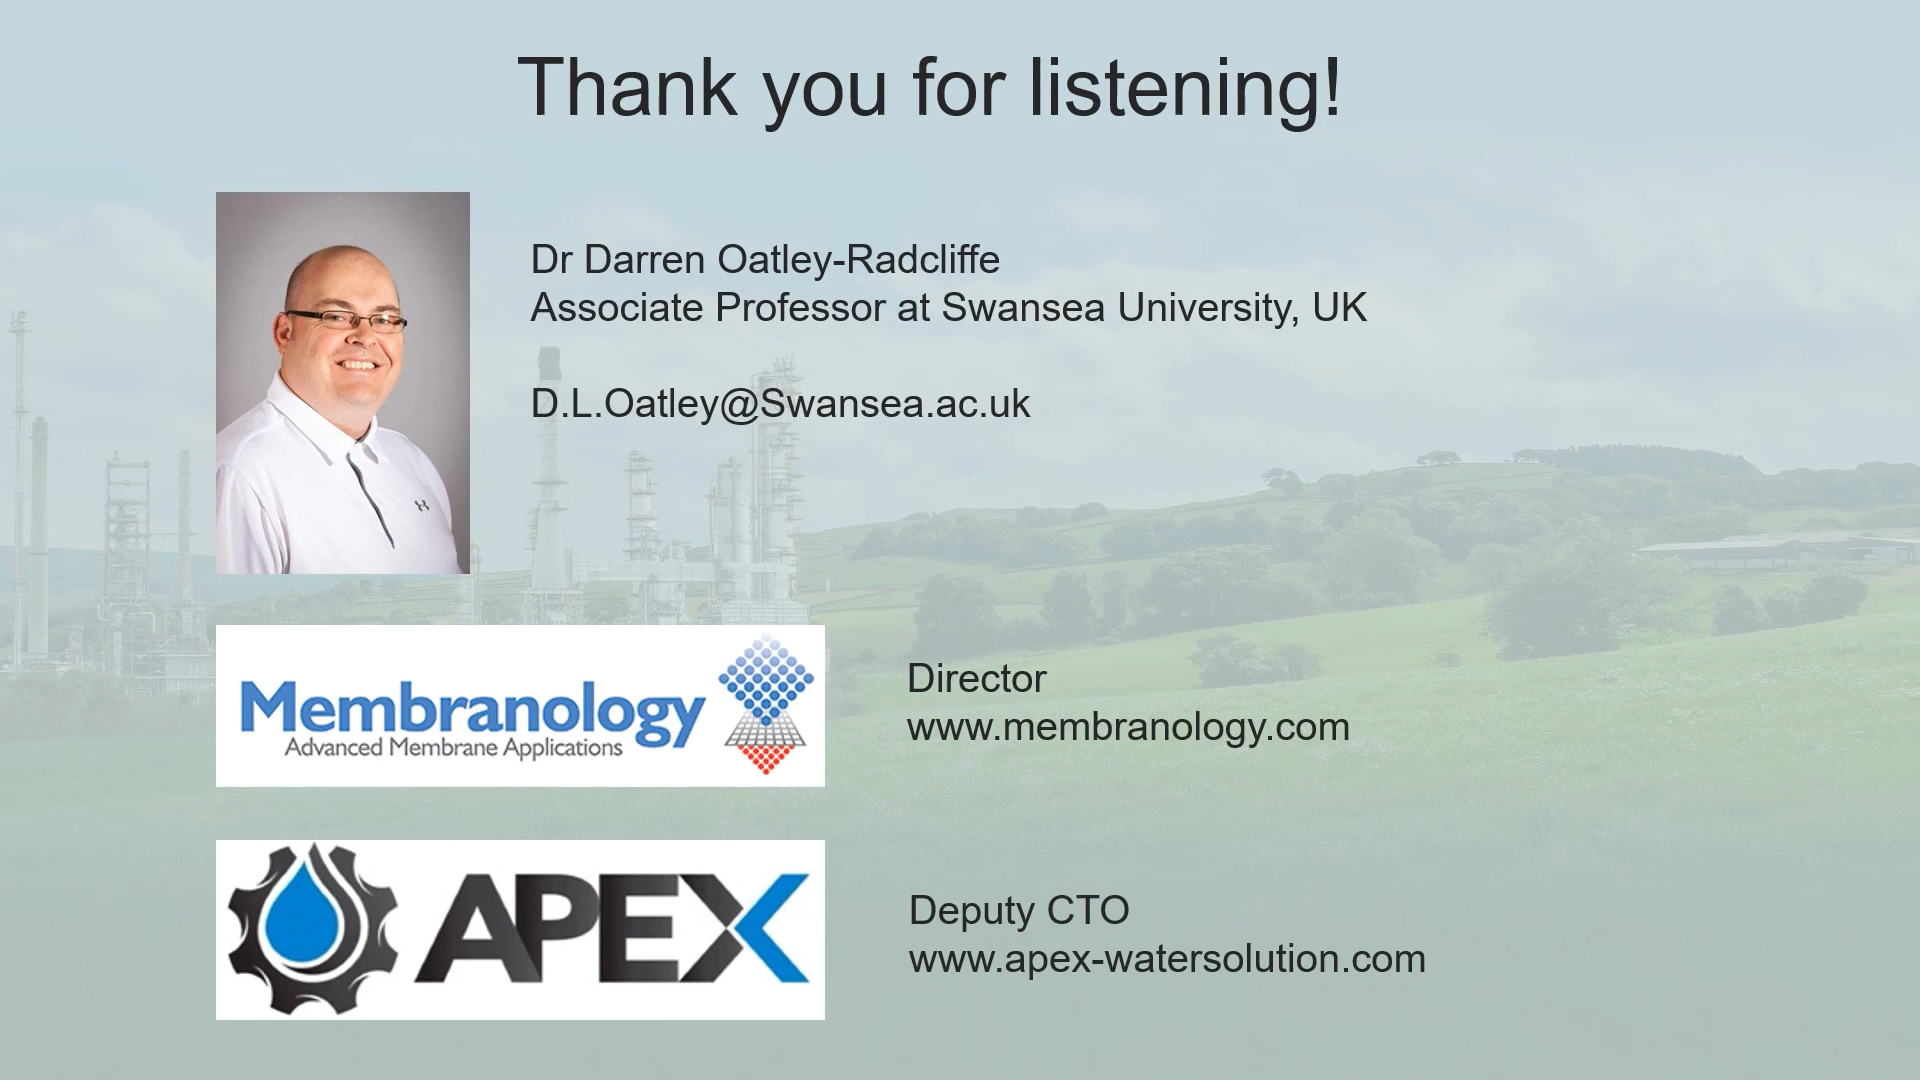 Thank you for listening!
Dr Darren Oatley-Radcliffe
Associate Professor at Swansea University, UK
D.L.Oatley@Swansea.ac.uk
Membranology
Advanced Membrane Applications
Director
www.membranology.com
APEX
Deputy CTO
www.apex-watersolution.com